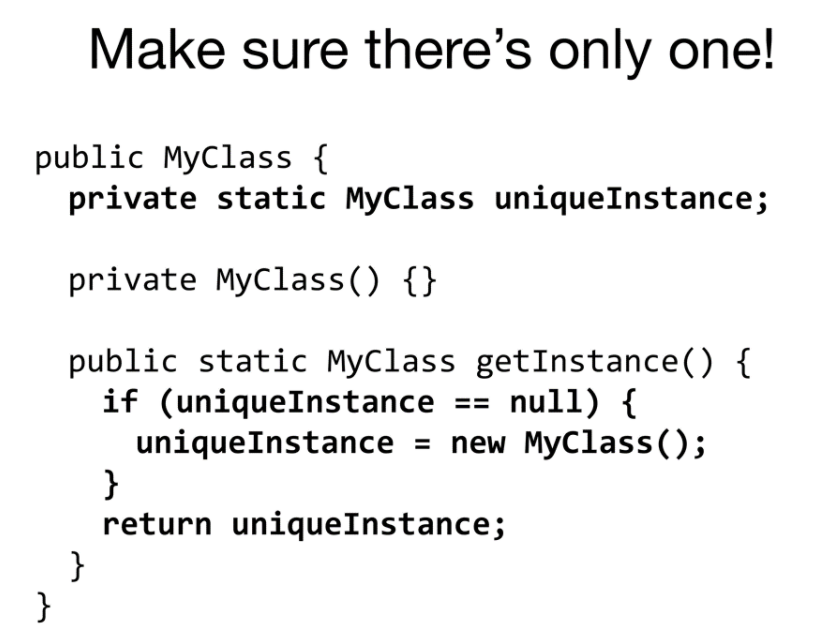 Make sure there’s only one!
public MyClass {
private static MyClass uniqueInstance;
private MyClass() {}
public static MyClass getInstance() {
if (uniqueInstance == null) {
uniqueInstance = new MyClass();
}
return uniqueInstance;
}
}